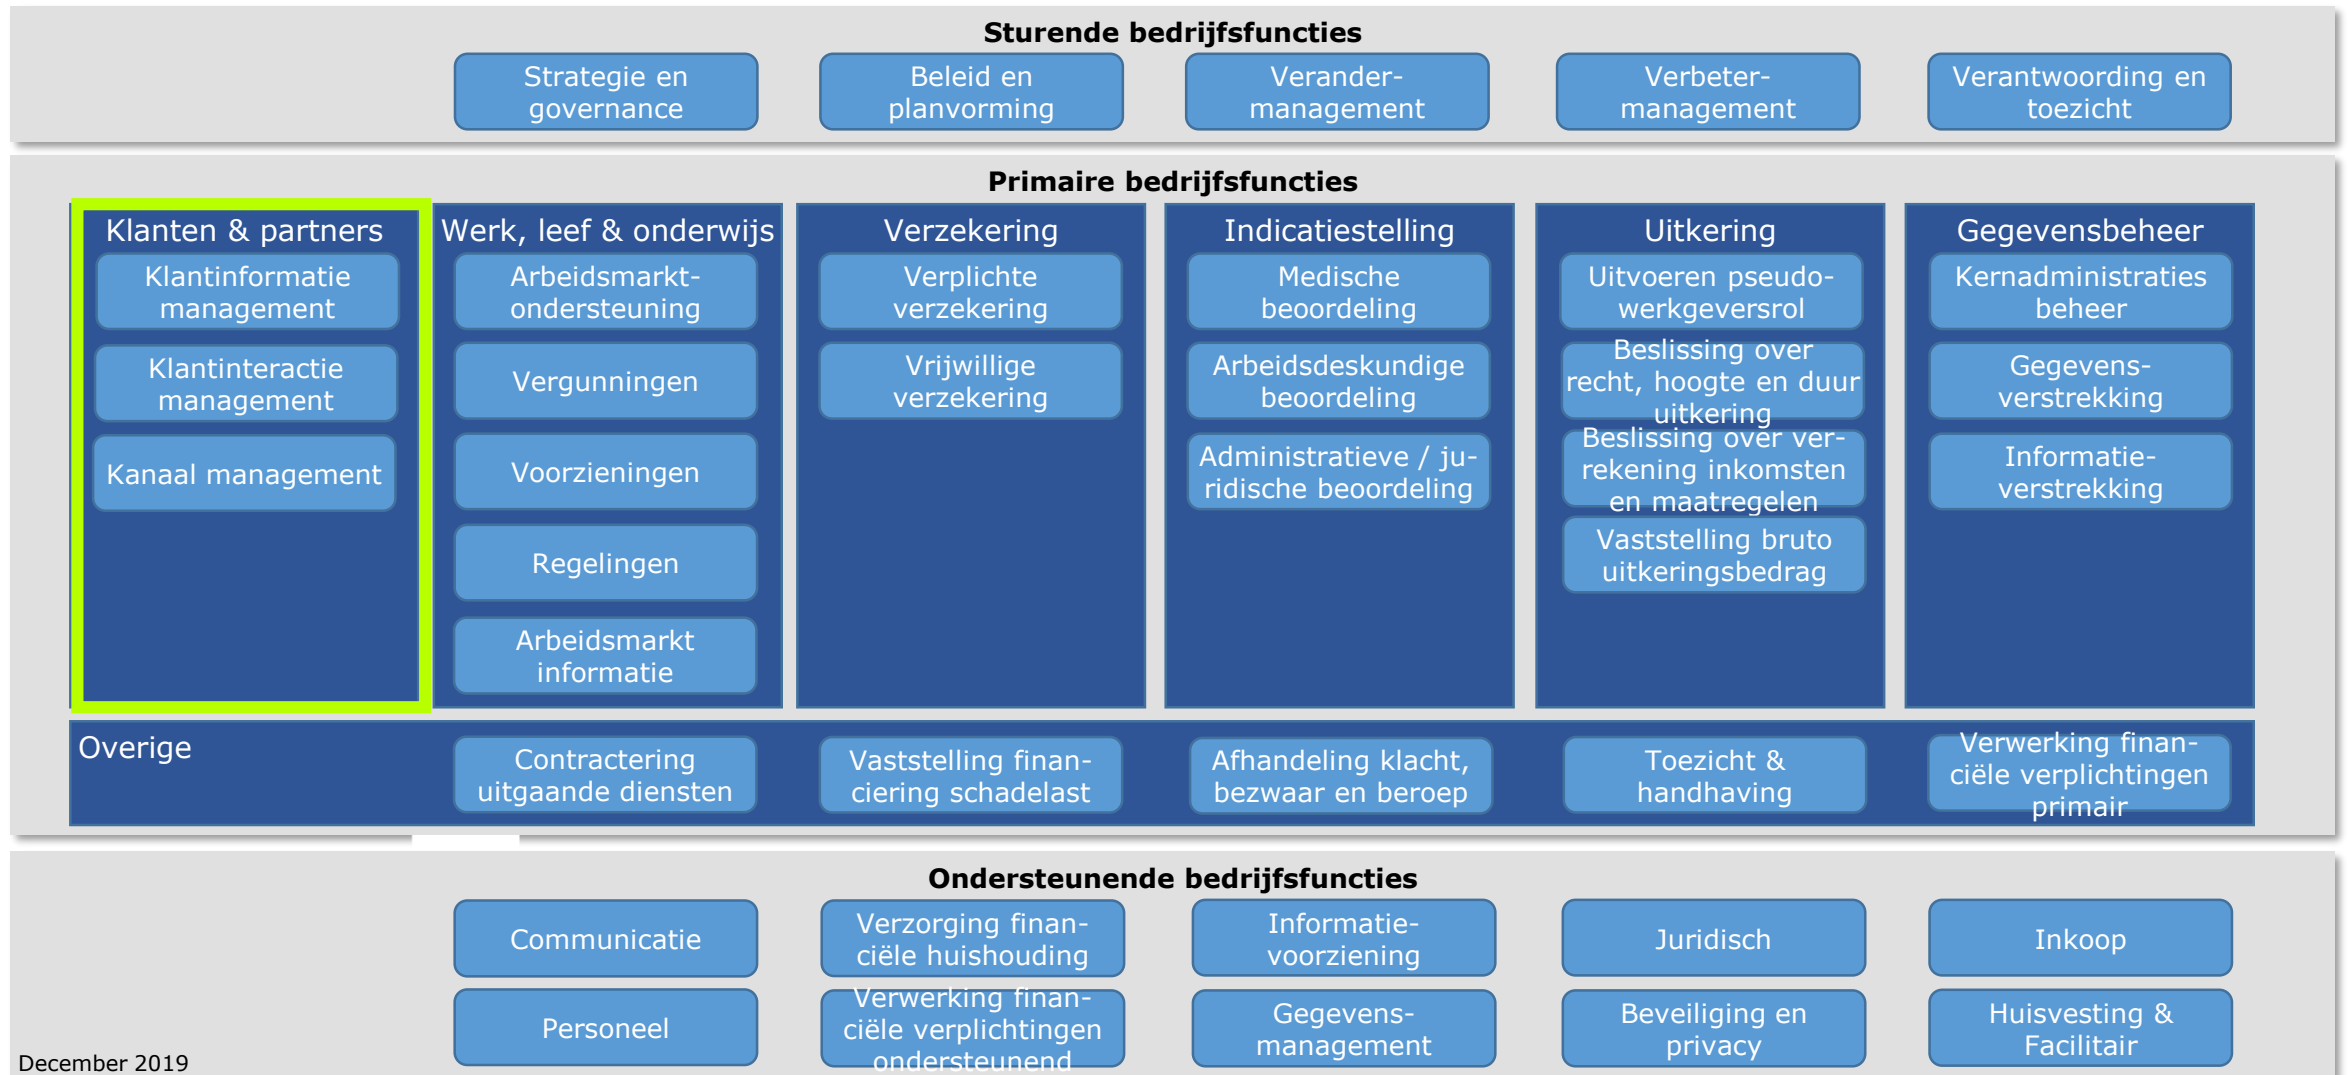 Sturende bedrijfsfuncties
Strategie en
governance
Beleid en
planvorming
Verander-
management
Verbeter-
management
Verantwoording en
toezicht
Primaire bedrijfsfuncties
Klanten & partners
Klantinformatie
management
Klantinteractie
management
Kanaal management
Werk, leef & onderwijs
Arbeidsmarkt-
ondersteuning
Vergunningen
Voorzieningen
Regelingen
Arbeidsmarkt
informatie
Verzekering
Verplichte
verzekering
Vrijwillige
verzekering
Indicatiestelling
Medische
beoordeling
Arbeidsdeskundige
beoordeling
Administratieve / ju-
ridische beoordeling
Uitkering
Uitvoeren pseudo-
werkgeversrol
Beslissing over
recht, hoogte en duur
uitkering
Beslissing over ver-
rekening inkomsten
en maatregelen
Vaststelling bruto
uitkeringsbedrag
Gegevensbeheer
Kernadministraties
beheer
Gegevens-
verstrekking
Informatie-
verstrekking
Overige
Contractering
uitgaande diensten
Vaststelling finan-
ciering schadelast
Afhandeling klacht,
bezwaar en beroep
Toezicht &
handhaving
Verwerking finan-
ciële verplichtingen
primair
Ondersteunende bedrijfsfuncties
Communicatie
Verzorging finan-
ciële huishouding
Informatie-
voorziening
Juridisch
Inkoop
Personeel
Verwerking finan-
ciële verplichtingen
ondersteunend
Gegevens-
management
Beveiliging en
privacy
Huisvesting &
Facilitair
December 2019